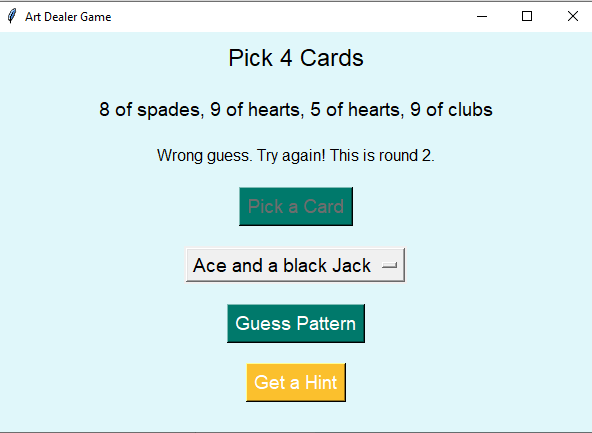 Art Dealer Game
Pick 4 Cards
8 of spades, 9 of hearts, 5 of hearts, 9 of clubs
Wrong guess. Try again! This is round 2.
Pick a Card
Ace and a black Jack
Guess Pattern
Get a Hint